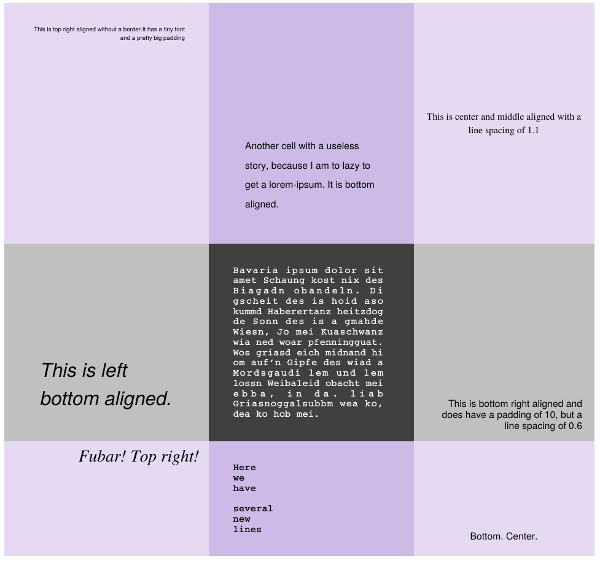 This is top right aligned without a border.It has a tiny font
and a pretty big padding
Another cell with a useless
story, because I am to lazy to
get a lorem-ipsum. It is bottom
aligned.
This is center and middle aligned with a
line spacing of 1.1
This is left
bottom aligned.
Bavaria ipsum dolor sit
amet Schaung kost nix des
Biagadn obandeln. Di
gscheit des is hoid aso
kummd Haberertanz heitzdog
de Sonn des is a gmahde
Wiesn, Jo mei Kuaschwanz
wia ned woar pfenningguat.
Wos griasd eich midnand hi
om auf'n Gipfe des wiad a
Mordsgaudi lem und lem
lossn Weibaleid obacht mei
ebba, in da. liab
Griasnoggalsubbm wea ko,
dea ko hob mei.
This is bottom right aligned and
does have a padding of 10, but a
line spacing of 0.6
Fubar! Top right!
Here
we
have
several
new
lines
Bottom. Center.